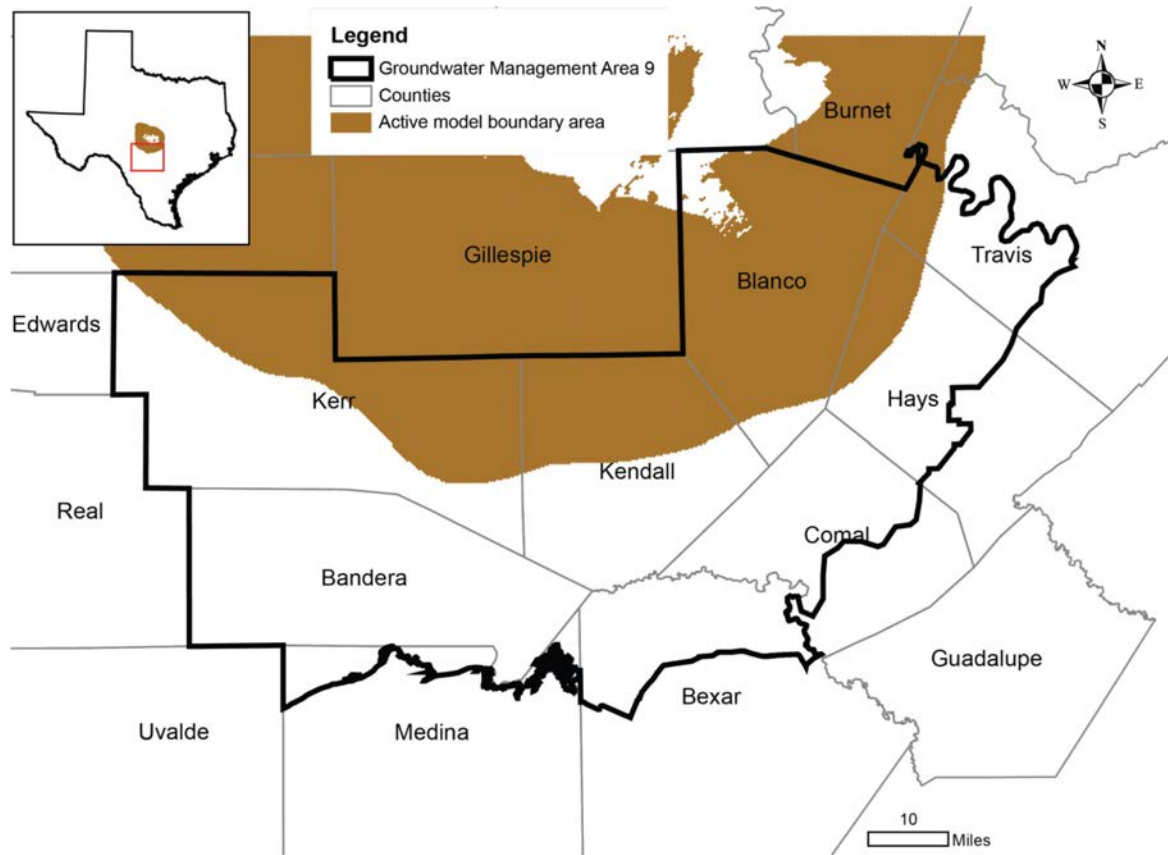 Legend
Groundwater Management Area 9
Counties
Active model boundary area
N
W E
S
Burnet
Travis
Gillespie
Blanco
Edwards
Kerr
Hays
Kendall
Real
Comal
Bandera
Guadalupe
Bexar
Uvalde
Medina
10
Miles